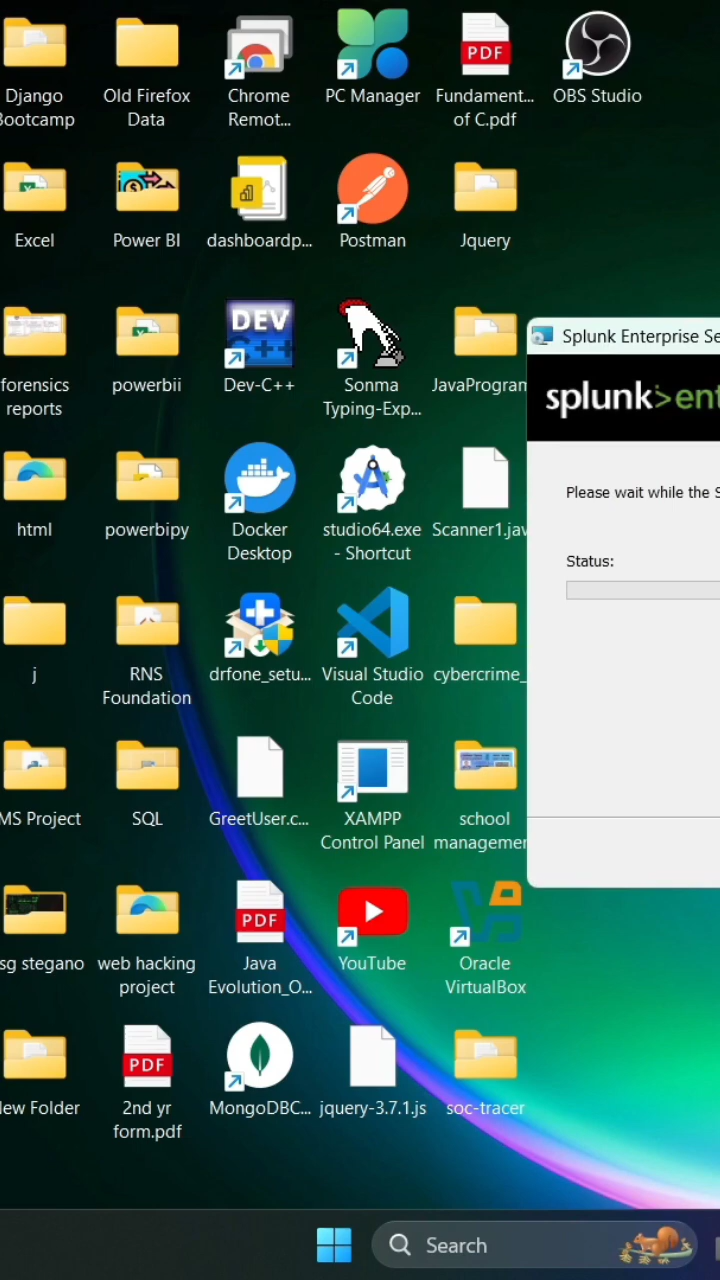 Django
Bootcamp
Old Firefox
Data
Chrome
Remot...
PC Manager
PDF
Fundament...
of C.pdf
OBS Studio
Excel
Power BI
dashboardp...
Postman
Jquery
forensics
reports
powerbii
DEV
C++
Dev-C++
Sonma
Typing-Exp...
JavaProgram
Splunk Enterprise Se
splunk>ent
Please wait while the S
Status:
html
powerbipy
Docker
Desktop
studio64.exe
- Shortcut
Scanner1.jav
j
RNS
Foundation
drfone_setu...
Visual Studio
Code
cybercrime_
MS Project
SQL
GreetUser.c...
XAMPP
Control Panel
school
managemen
sg stegano
web hacking
project
PDF
Java
Evolution_O...
YouTube
Oracle
VirtualBox
New Folder
PDF
2nd yr
form.pdf
MongoDBC...
jquery-3.7.1.js
soc-tracer
Search